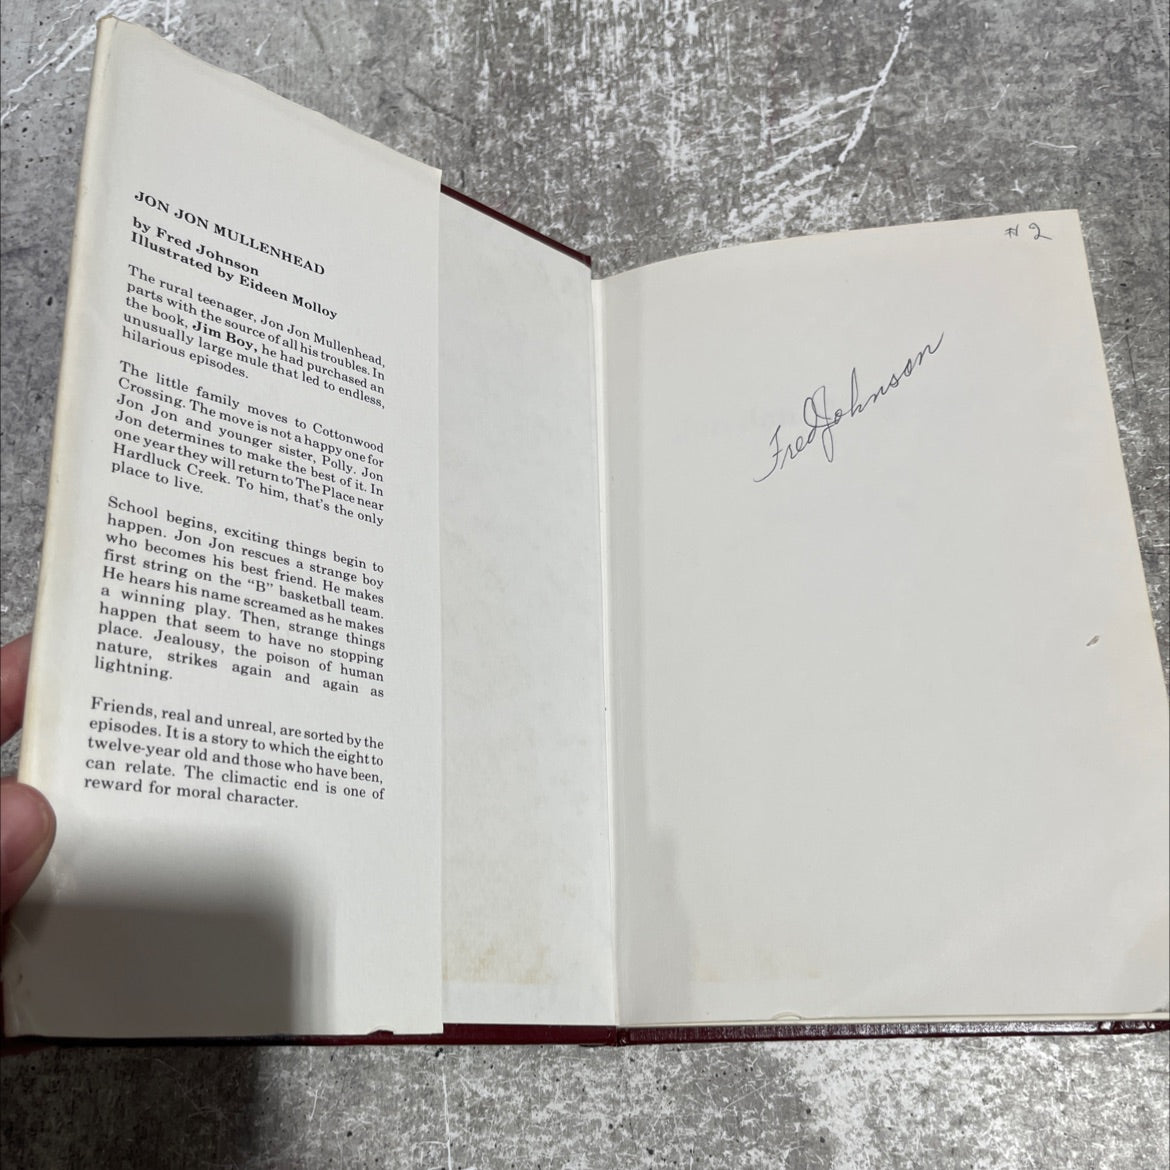 JON JON MULLENHEAD
by Fred Johnson
Illustrated by Eideen Molloy
The rural teenager, Jon Jon Mullenhead,
parts with the source of all his troubles. In
the book, Jim Boy, he had purchased an
unusually large mule that led to endless,
hilarious episodes.
The little family moves to Cottonwood
Crossing. The move is not a happy one for
Jon Jon and younger sister, Polly. Jon
Jon determines to make the best of it. In
one year they will return to The Place near
Hardluck Creek. To him, that's the only
place to live.
School begins, exciting things begin to
happen. Jon Jon rescues a strange boy
who becomes his best friend. He makes
first string on the "B" basketball team.
He hears his name screamed as he makes
a winning play. Then, strange things
happen that seem to have no stopping
place. Jealousy, the poison of human
nature, strikes again and again as
lightning.
Friends, real and unreal, are sorted by the
episodes. It is a story to which the eight to
twelve-year old and those who have been,
can relate. The climactic end is one of
reward for moral character.
# 2
Fred Johnson